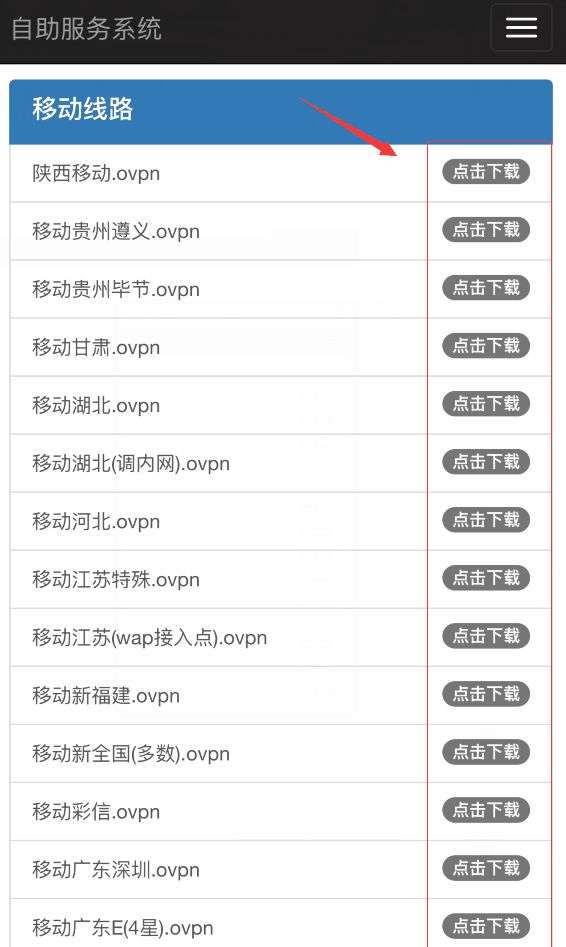 自助服务系统
移动线路
陕西移动.ovpn 点击下载
移动贵州遵义.ovpn 点击下载
移动贵州毕节.ovpn 点击下载
移动甘肃.ovpn 点击下载
移动湖北.ovpn 点击下载
移动湖北(调内网).ovpn 点击下载
移动河北.ovpn 点击下载
移动江苏特殊.ovpn 点击下载
移动江苏(wap接入点).ovpn 点击下载
移动新福建.ovpn 点击下载
移动新全国(多数).ovpn 点击下载
移动彩信.ovpn 点击下载
移动广东深圳.ovpn 点击下载
移动广东E(4星).ovpn 点击下载